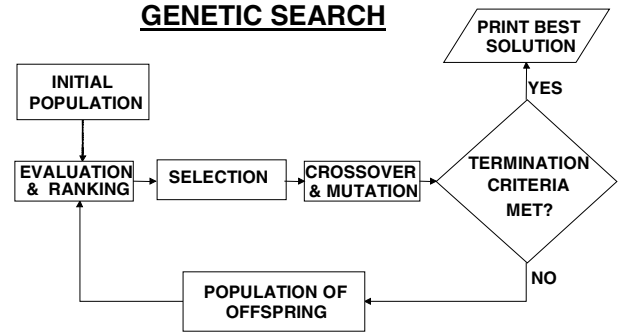 GENETIC SEARCH
PRINT BEST
SOLUTION
INITIAL
POPULATION
YES
EVALUATION
& RANKING
SELECTION
CROSSOVER
& MUTATION
TERMINATION
CRITERIA
MET?
NO
POPULATION OF
OFFSPRING